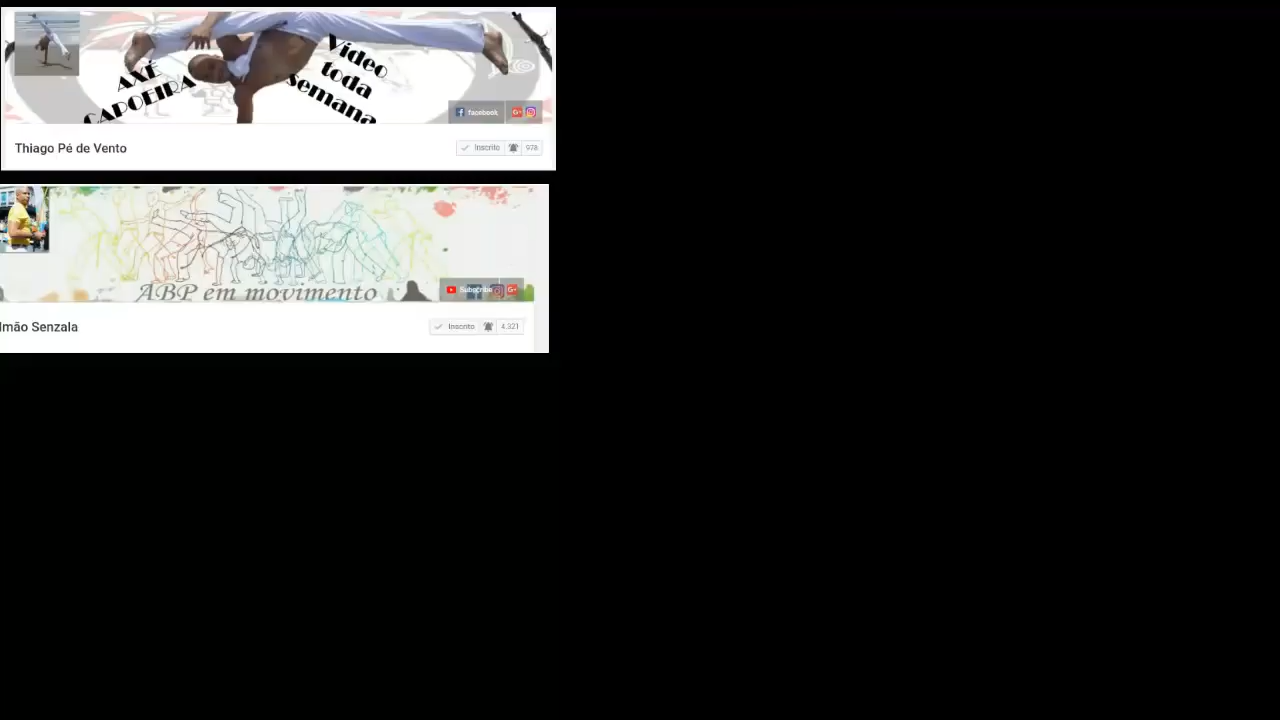 AXÉ
CAPOEIRA
Video
toda
Semana
facebook
Thiago Pé de Vento
Inscrito 978
ABP em movimento
Subscribe
lmão Senzala
Inscrito 4.321